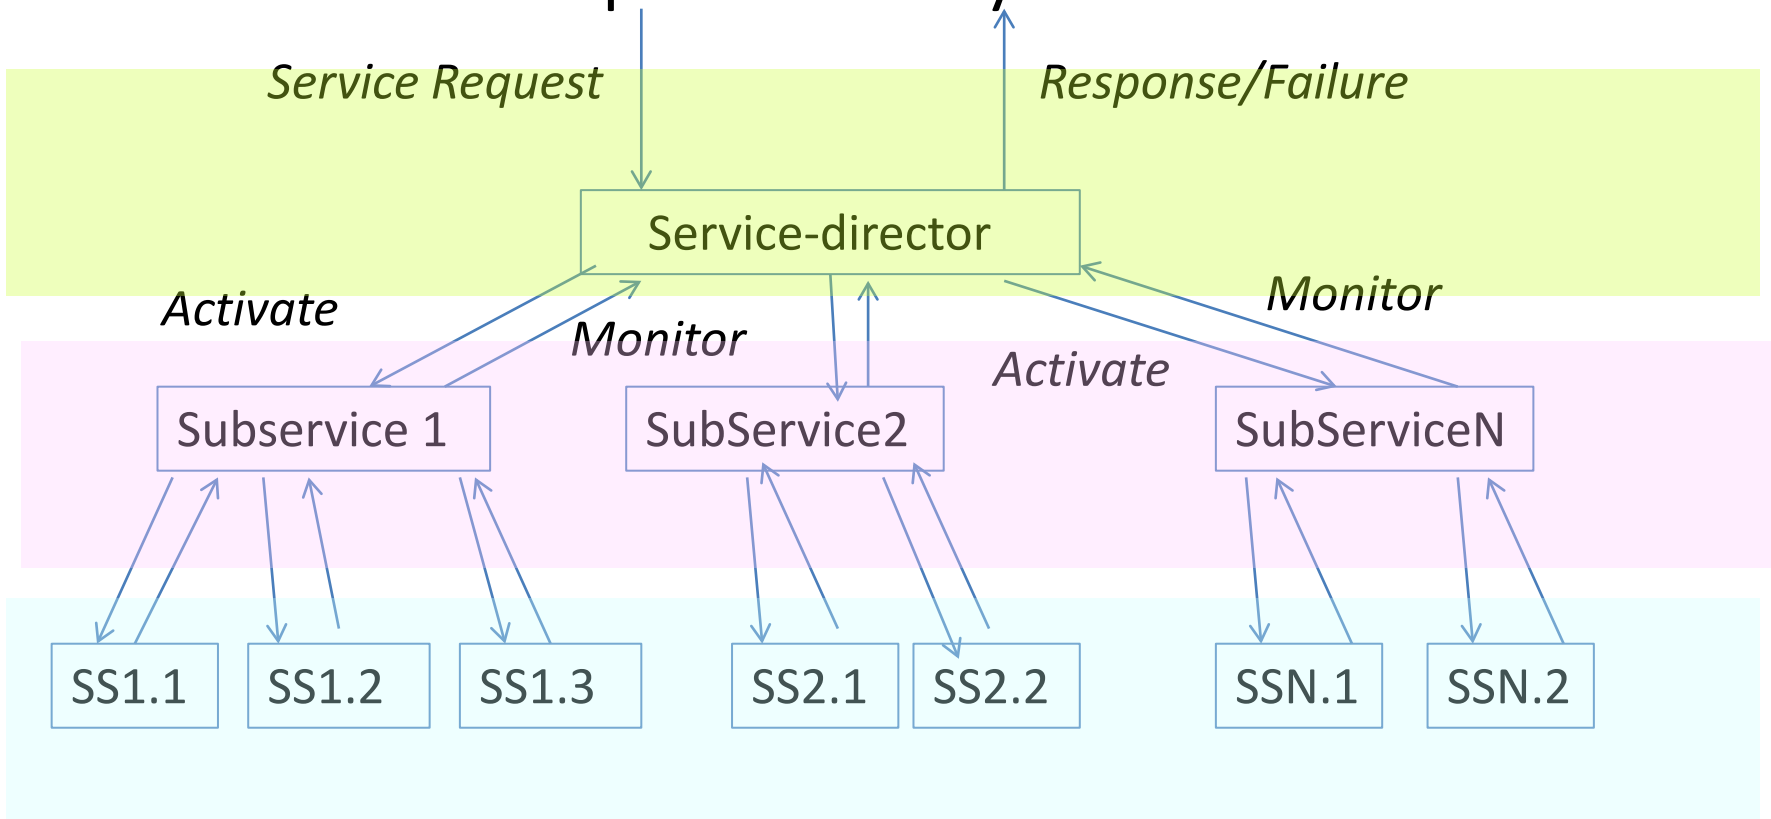 Service Request
Response/Failure
Service-director
Activate
Monitor
Monitor
Activate
Subservice 1
SubService2
SubServiceN
SS1.1
SS1.2
SS1.3
SS2.1
SS2.2
SSN.1
SSN.2